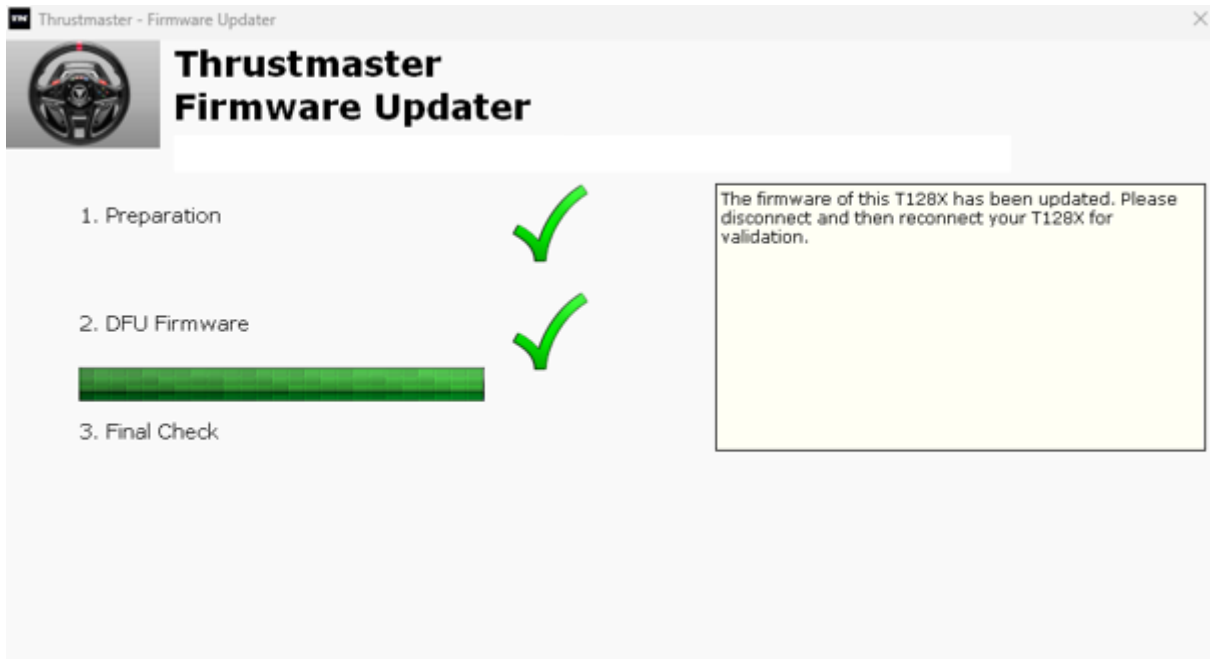 Thrustmaster - Firmware Updater
Thrustmaster
Firmware Updater
1. Preparation
2. DFU Firmware
3. Final Check
The firmware of this T128X has been updated. Please
disconnect and then reconnect your T128X for
validation.